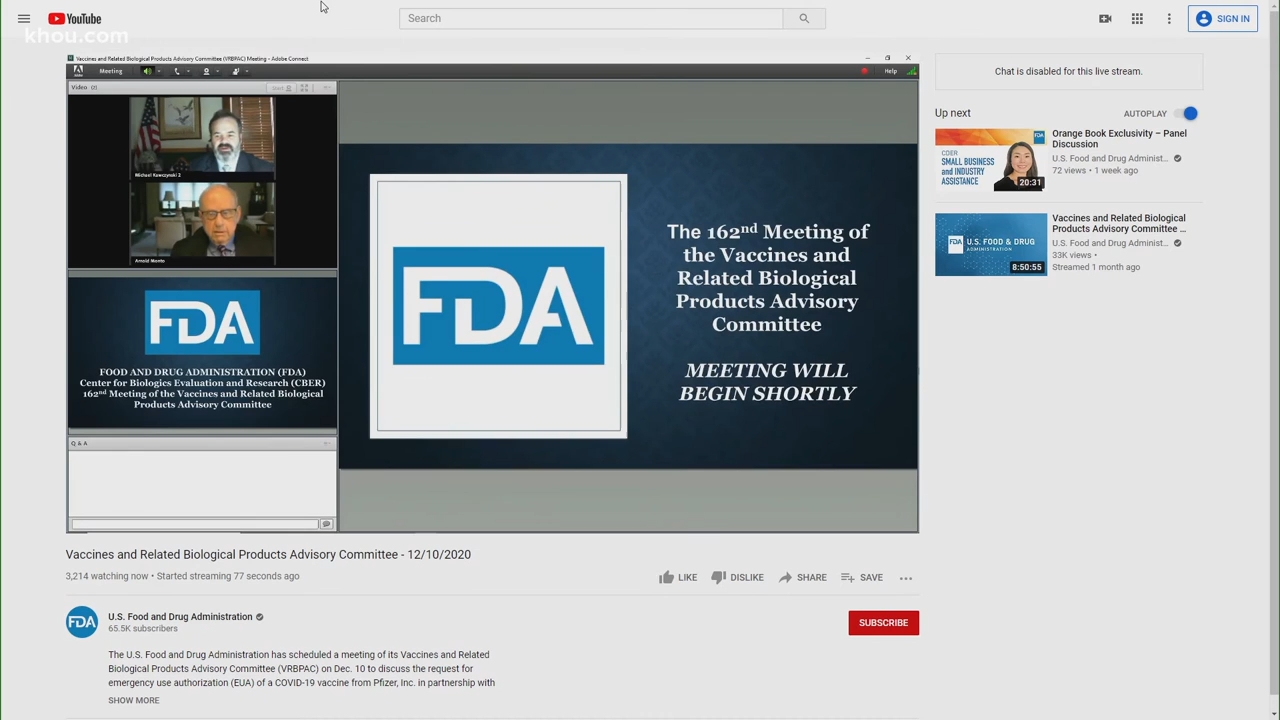 YouTube
khou.com
Search
SIGN IN
Vaccines and Related Biological Products Advisory Committee (VRBPAC) Meeting - Adobe Connect
Meeting
Help
Video (2)
Michael Kawczynski 2
Arnold Monto
FDA
FOOD AND DRUG ADMINISTRATION (FDA)
Center for Biologics Evaluation and Research (CBER)
162nd Meeting of the Vaccines and Related Biological
Products Advisory Committee
Q & A
FDA
The 162nd Meeting of
the Vaccines and
Related Biological
Products Advisory
Committee
MEETING WILL
BEGIN SHORTLY
Chat is disabled for this live stream.
Up next
AUTOPLAY
FDA
CDER
SMALL BUSINESS
and INDUSTRY
ASSISTANCE
20:31
Orange Book Exclusivity – Panel
Discussion
U.S. Food and Drug Administ...
72 views • 1 week ago
FDA U.S. FOOD & DRUG
ADMINISTRATION
8:50:55
Vaccines and Related Biological
Products Advisory Committee ...
U.S. Food and Drug Administ...
33K views •
Streamed 1 month ago
Vaccines and Related Biological Products Advisory Committee - 12/10/2020
3,214 watching now • Started streaming 77 seconds ago
LIKE
DISLIKE
SHARE
SAVE
FDA
U.S. Food and Drug Administration
65.5K subscribers
SUBSCRIBE
The U.S. Food and Drug Administration has scheduled a meeting of its Vaccines and Related
Biological Products Advisory Committee (VRBPAC) on Dec. 10 to discuss the request for
emergency use authorization (EUA) of a COVID-19 vaccine from Pfizer, Inc. in partnership with
SHOW MORE